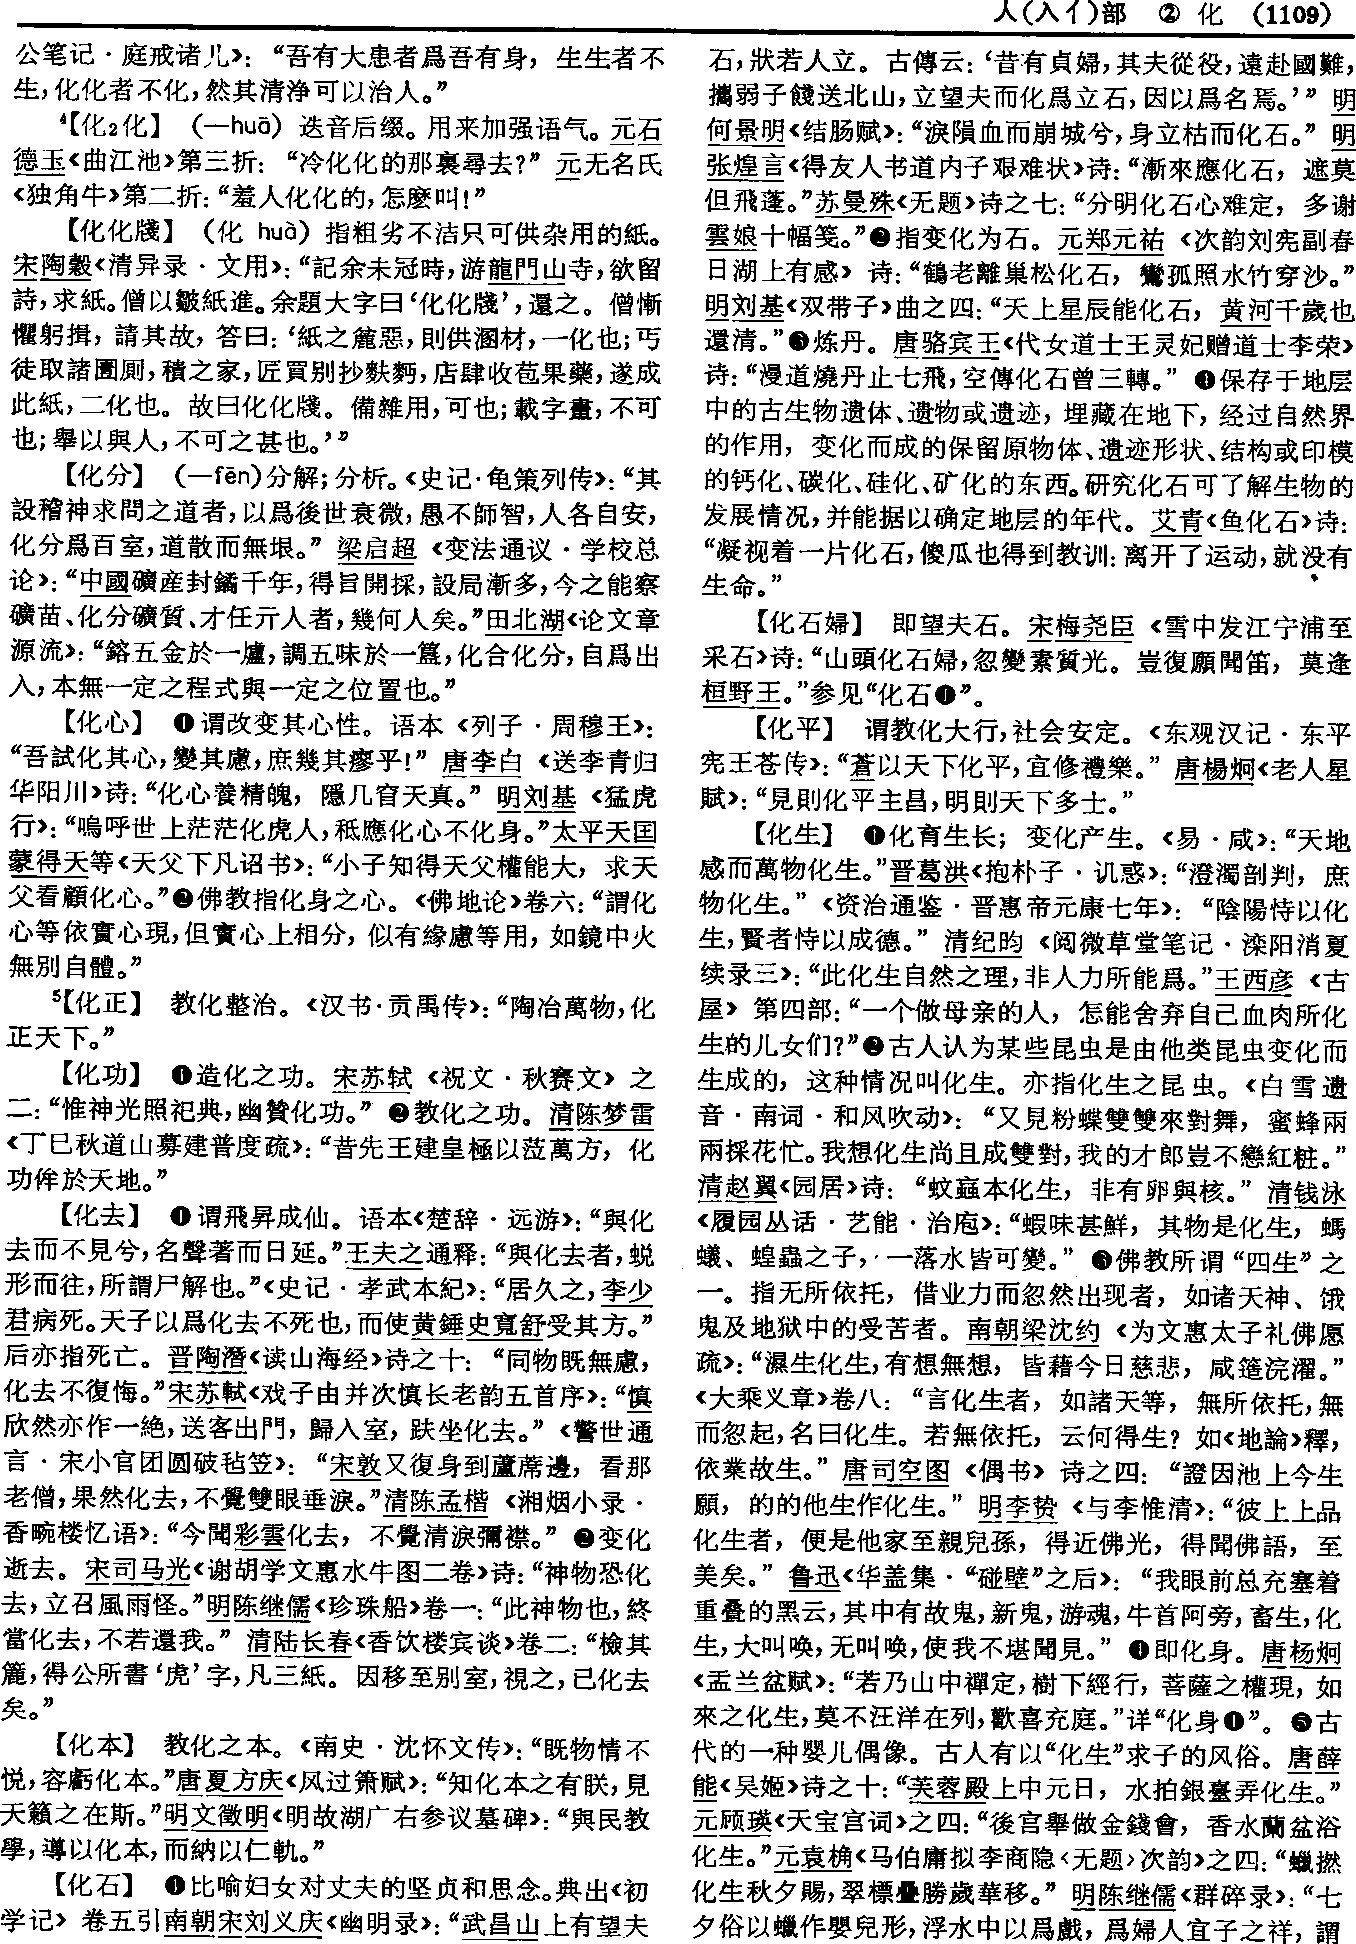 人(入亻)部　② 化　(1109)
公笔记·庭戒诸儿》：“吾有大患者爲吾有身，生生者不
生，化化者不化，然其清浄可以治人。”
⁴【化₂化】（—huā）迭音后缀。用来加强语气。元石
德玉《曲江池》第三折：“冷化化的那裏尋去？”元无名氏
《独角牛》第二折：“羞人化化的，怎麽叫！”
【化化牋】（化 huà）指粗劣不洁只可供杂用的紙。
宋陶穀《清异录·文用》：“記余未冠時，游龍門山寺，欲留
詩，求紙。僧以皺紙進。余題大字曰‘化化牋’，還之。僧慚
懼躬揖，請其故，答曰：‘紙之麄惡，則供溷材，一化也；丐
徒取諸圊厠，積之家，匠買别抄麩麪，店肆收苞果藥，遂成
此紙，二化也。故曰化化牋。備雜用，可也；載字畫，不可
也；舉以與人，不可之甚也。’”
【化分】（—fēn）分解；分析。《史记·龟策列传》：“其
設稽神求問之道者，以爲後世衰微，愚不師智，人各自安，
化分爲百室，道散而無垠。”梁启超《变法通议·学校总
论》：“中國礦産封鐍千年，得旨開採，設局漸多，今之能察
礦苗、化分礦質、才任亓人者，幾何人矣。”田北湖《论文章
源流》：“鎔五金於一爐，調五味於一簋，化合化分，自爲出
入，本無一定之程式與一定之位置也。”
【化心】❶谓改变其心性。语本《列子·周穆王》：
“吾試化其心，變其慮，庶幾其瘳乎！”唐李白《送李青归
华阳川》诗：“化心養精魄，隱几窅天真。”明刘基《猛虎
行》：“嗚呼世上茫茫化虎人，秪應化心不化身。”太平天囯
蒙得天等《天父下凡诏书》：“小子知得天父權能大，求天
父看顧化心。”❷佛教指化身之心。《佛地论》卷六：“謂化
心等依實心現，但實心上相分，似有緣慮等用，如鏡中火
無別自體。”
⁵【化正】教化整治。《汉书·贡禹传》：“陶冶萬物，化
正天下。”
【化功】❶造化之功。宋苏轼《祝文·秋赛文》之
二：“惟神光照祀典，幽贊化功。”❷教化之功。清陈梦雷
《丁巳秋道山募建普度疏》：“昔先王建皇極以莅萬方，化
功侔於天地。”
【化去】❶谓飛昇成仙。语本《楚辞·远游》：“與化
去而不見兮，名聲著而日延。”王夫之通释：“與化去者，蜕
形而往，所謂尸解也。”《史记·孝武本紀》：“居久之，李少
君病死。天子以爲化去不死也，而使黄錘史寬舒受其方。”
后亦指死亡。晋陶潛《读山海经》诗之十：“同物既無慮，
化去不復悔。”宋苏軾《戏子由并次慎长老韵五首序》：“慎
欣然亦作一絶，送客出門，歸入室，趺坐化去。”《警世通
言·宋小官团圆破毡笠》：“宋敦又復身到蘆蓆邊，看那
老僧，果然化去，不覺雙眼垂淚。”清陈孟楷《湘烟小录·
香畹楼忆语》：“今聞彩雲化去，不覺清淚彌襟。”❷变化
逝去。宋司马光《谢胡学文惠水牛图二卷》诗：“神物恐化
去，立召風雨怪。”明陈继儒《珍珠船》卷一：“此神物也，終
當化去，不若還我。”清陆长春《香饮楼宾谈》卷二：“檢其
簏，得公所書‘虎’字，凡三紙。因移至别室，視之，已化去
矣。”
【化本】教化之本。《南史·沈怀文传》：“既物情不
悦，容虧化本。”唐夏方庆《风过箫赋》：“知化本之有朕，見
天籟之在斯。”明文徵明《明故湖广右参议墓碑》：“與民教
學，導以化本，而納以仁軌。”
【化石】❶比喻妇女对丈夫的坚贞和思念。典出《初
学记》卷五引南朝宋刘义庆《幽明录》：“武昌山上有望夫
石，狀若人立。古傳云：‘昔有貞婦，其夫從役，遠赴國難，
攜弱子餞送北山，立望夫而化爲立石，因以爲名焉。’”明
何景明《结肠赋》：“淚隕血而崩城兮，身立枯而化石。”明
张煌言《得友人书道内子艰难状》诗：“漸來應化石，遮莫
但飛蓬。”苏曼殊《无题》诗之七：“分明化石心难定，多谢
雲娘十幅笺。”❷指变化为石。元郑元祐《次韵刘宪副春
日湖上有感》诗：“鶴老離巢松化石，鸞孤照水竹穿沙。”
明刘基《双带子》曲之四：“天上星辰能化石，黄河千歲也
還清。”❸炼丹。唐骆宾王《代女道士王灵妃赠道士李荣》
诗：“漫道燒丹止七飛，空傳化石曾三轉。”❹保存于地层
中的古生物遗体、遗物或遗迹，埋藏在地下，经过自然界
的作用，变化而成的保留原物体、遗迹形状、结构或印模
的钙化、碳化、硅化、矿化的东西。研究化石可了解生物的
发展情况，并能据以确定地层的年代。艾青《鱼化石》诗：
“凝视着一片化石，傻瓜也得到教训：离开了运动，就没有
生命。”
【化石婦】即望夫石。宋梅尧臣《雪中发江宁浦至
采石》诗：“山頭化石婦，忽變素質光。豈復願聞笛，莫逢
桓野王。”参见“化石❶”。
【化平】谓教化大行，社会安定。《东观汉记·东平
宪王苍传》：“蒼以天下化平，宜修禮樂。”唐楊炯《老人星
賦》：“見則化平主昌，明則天下多士。”
【化生】❶化育生长；变化产生。《易·咸》：“天地
感而萬物化生。”晋葛洪《抱朴子·讥惑》：“澄濁剖判，庶
物化生。”《资治通鉴·晋惠帝元康七年》：“陰陽恃以化
生，賢者恃以成德。”清纪昀《阅微草堂笔记·滦阳消夏
续录三》：“此化生自然之理，非人力所能爲。”王西彦《古
屋》第四部：“一个做母亲的人，怎能舍弃自己血肉所化
生的儿女们？”❷古人认为某些昆虫是由他类昆虫变化而
生成的，这种情况叫化生。亦指化生之昆虫。《白雪遗
音·南词·和风吹动》：“又見粉蝶雙雙來對舞，蜜蜂兩
兩採花忙。我想化生尚且成雙對，我的才郎豈不戀紅粧。”
清赵翼《园居》诗：“蚊蝱本化生，非有卵與核。”清钱泳
《履园丛话·艺能·治庖》：“蝦味甚鮮，其物是化生，螞
蟻、蝗蟲之子，一落水皆可變。”❸佛教所谓“四生”之
一。指无所依托，借业力而忽然出现者，如诸天神、饿
鬼及地狱中的受苦者。南朝梁沈约《为文惠太子礼佛愿
疏》：“濕生化生，有想無想，皆藉今日慈悲，咸篷浣濯。”
《大乘义章》卷八：“言化生者，如諸天等，無所依托，無
而忽起，名曰化生。若無依托，云何得生？如《地論》釋，
依業故生。”唐司空图《偶书》诗之四：“證因池上今生
願，的的他生作化生。”明李贽《与李惟清》：“彼上上品
化生者，便是他家至親兒孫，得近佛光，得聞佛語，至
美矣。”鲁迅《华盖集·“碰壁”之后》：“我眼前总充塞着
重叠的黑云，其中有故鬼，新鬼，游魂，牛首阿旁，畜生，化
生，大叫唤，无叫唤，使我不堪聞見。”❹即化身。唐杨炯
《盂兰盆赋》：“若乃山中禪定，樹下經行，菩薩之權現，如
來之化生，莫不汪洋在列，歡喜充庭。”详“化身❶”。❺古
代的一种婴儿偶像。古人有以“化生”求子的风俗。唐薛
能《吴姬》诗之十：“芙蓉殿上中元日，水拍銀臺弄化生。”
元顾瑛《天宝宫词》之四：“後宫舉做金錢會，香水蘭盆浴
化生。”元袁桷《马伯庸拟李商隐〈无题〉次韵》之四：“蠟撚
化生秋夕賜，翠標疊勝歲華移。”明陈继儒《群碎录》：“七
夕俗以蠟作嬰兒形，浮水中以爲戲，爲婦人宜子之祥，謂